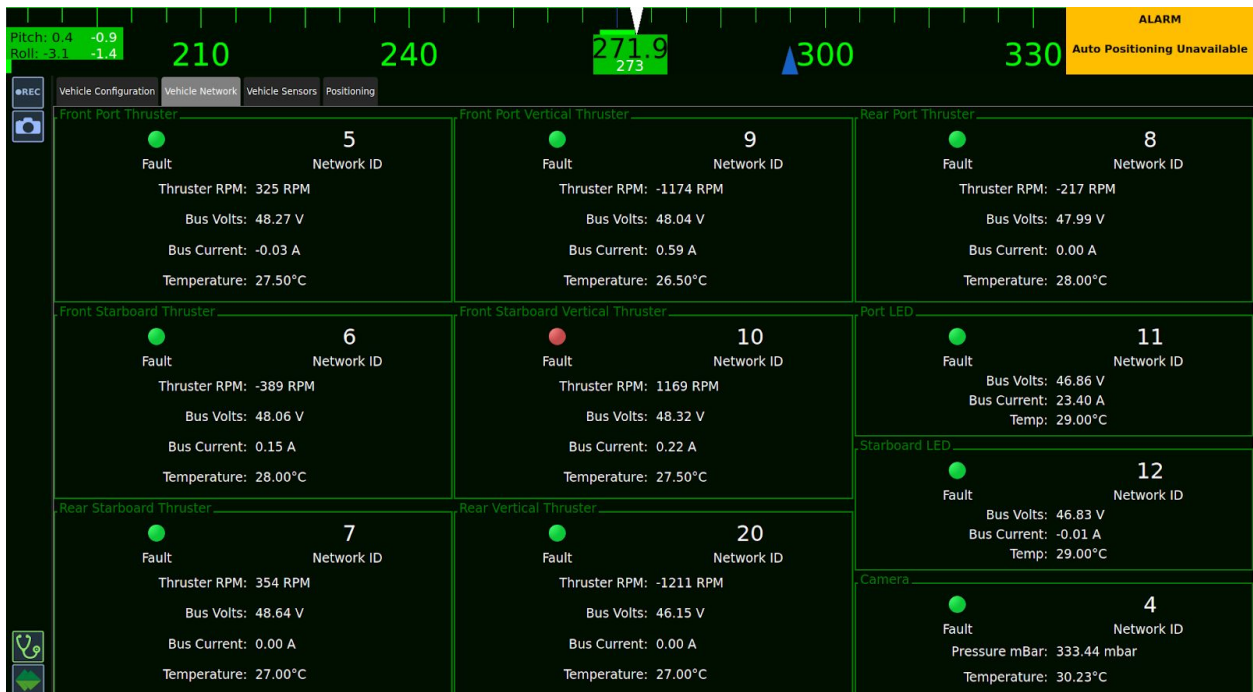 ALARM
Auto Positioning Unavailable
Pitch: 0.4 -0.9
Roll: -3.1 -1.4
210 240 271.9 300 330
273
REC
Vehicle Configuration Vehicle Network Vehicle Sensors Positioning
Front Port Thruster
5
Fault Network ID
Thruster RPM: 325 RPM
Bus Volts: 48.27 V
Bus Current: -0.03 A
Temperature: 27.50°C
Front Port Vertical Thruster
9
Fault Network ID
Thruster RPM: -1174 RPM
Bus Volts: 48.04 V
Bus Current: 0.59 A
Temperature: 26.50°C
Rear Port Thruster
8
Fault Network ID
Thruster RPM: -217 RPM
Bus Volts: 47.99 V
Bus Current: 0.00 A
Temperature: 28.00°C
Front Starboard Thruster
6
Fault Network ID
Thruster RPM: -389 RPM
Bus Volts: 48.06 V
Bus Current: 0.15 A
Temperature: 28.00°C
Front Starboard Vertical Thruster
10
Fault Network ID
Thruster RPM: 1169 RPM
Bus Volts: 48.32 V
Bus Current: 0.22 A
Temperature: 27.50°C
Port LED
11
Fault Network ID
Bus Volts: 46.86 V
Bus Current: 23.40 A
Temp: 29.00°C
Starboard LED
12
Fault Network ID
Bus Volts: 46.83 V
Bus Current: -0.01 A
Temp: 29.00°C
Rear Starboard Thruster
7
Fault Network ID
Thruster RPM: 354 RPM
Bus Volts: 48.64 V
Bus Current: 0.00 A
Temperature: 27.00°C
Rear Vertical Thruster
20
Fault Network ID
Thruster RPM: -1211 RPM
Bus Volts: 46.15 V
Bus Current: 0.00 A
Temperature: 27.00°C
Camera
4
Fault Network ID
Pressure mBar: 333.44 mbar
Temperature: 30.23°C